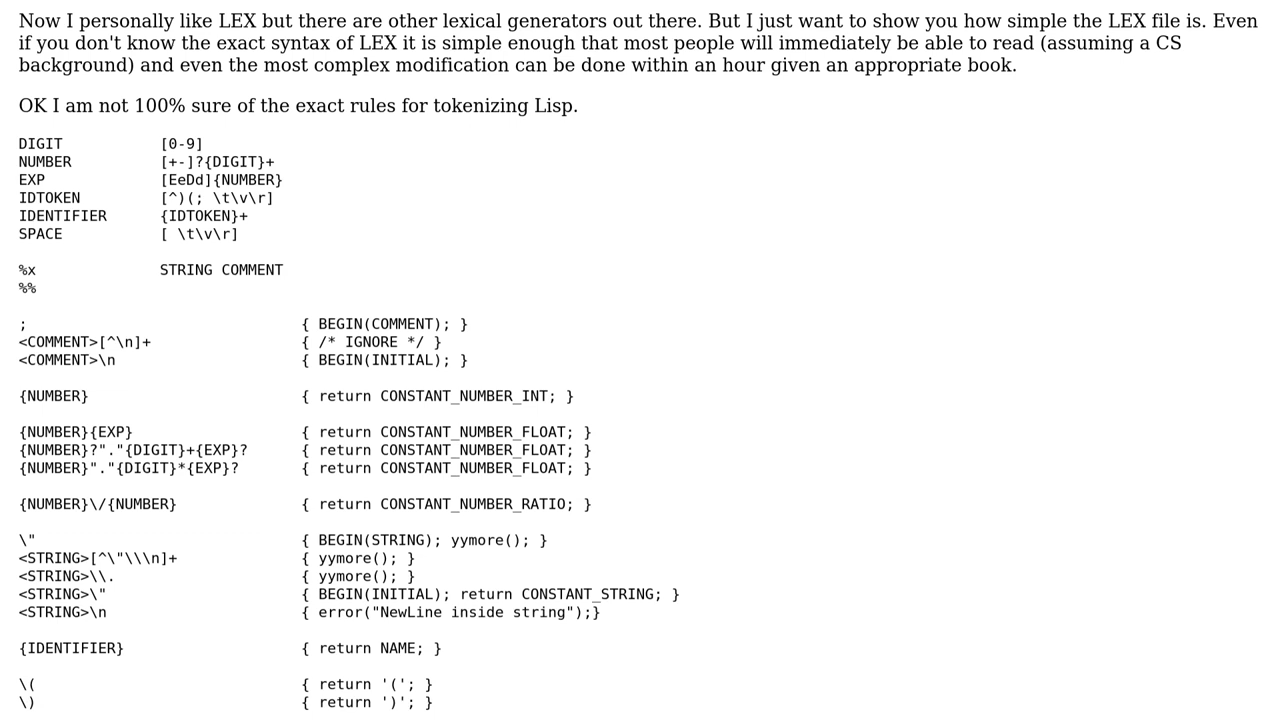 Now I personally like LEX but there are other lexical generators out there. But I just want to show you how simple the LEX file is. Even
if you don't know the exact syntax of LEX it is simple enough that most people will immediately be able to read (assuming a CS
background) and even the most complex modification can be done within an hour given an appropriate book.

OK I am not 100% sure of the exact rules for tokenizing Lisp.

DIGIT           [0-9]
NUMBER          [+-]?{DIGIT}+
EXP             [EeDd]{NUMBER}
IDTOKEN         [^)(; \t\v\r]
IDENTIFIER      {IDTOKEN}+
SPACE           [ \t\v\r]

%x              STRING COMMENT
%%

;                               { BEGIN(COMMENT); }
<COMMENT>[^\n]+                 { /* IGNORE */ }
<COMMENT>\n                     { BEGIN(INITIAL); }

{NUMBER}                        { return CONSTANT_NUMBER_INT; }

{NUMBER}{EXP}                   { return CONSTANT_NUMBER_FLOAT; }
{NUMBER}?"."{DIGIT}+{EXP}?      { return CONSTANT_NUMBER_FLOAT; }
{NUMBER}"."{DIGIT}*{EXP}?       { return CONSTANT_NUMBER_FLOAT; }

{NUMBER}\/{NUMBER}              { return CONSTANT_NUMBER_RATIO; }

\"                              { BEGIN(STRING); yymore(); }
<STRING>[^\"\\\n]+              { yymore(); }
<STRING>\\.                     { yymore(); }
<STRING>\"                      { BEGIN(INITIAL); return CONSTANT_STRING; }
<STRING>\n                      { error("NewLine inside string");}

{IDENTIFIER}                    { return NAME; }

\(                              { return '('; }
\)                              { return ')'; }